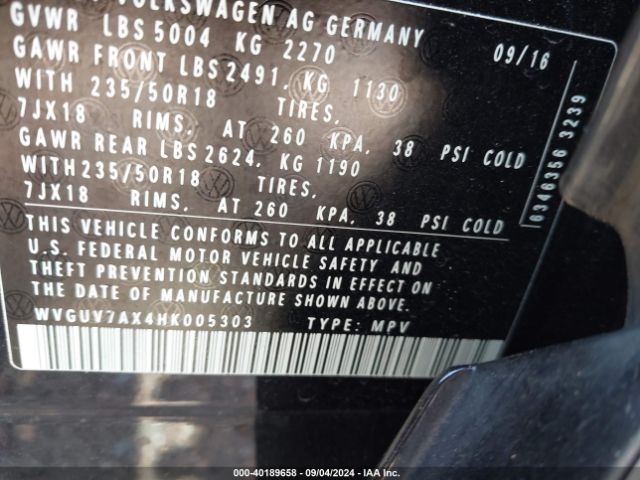 VOLKSWAGEN AG GERMANY
09/16
GVWR LBS 5004 KG 2270
GAWR FRONT LBS 2491, KG 1130
WITH 235/50R18 TIRES,
7JX18 RIMS, AT 260 KPA, 38 PSI COLD
GAWR REAR LBS 2624, KG 1190
WITH 235/50R18 TIRES,
7JX18 RIMS, AT 260 KPA, 38 PSI COLD
THIS VEHICLE CONFORMS TO ALL APPLICABLE
U.S. FEDERAL MOTOR VEHICLE SAFETY AND
THEFT PREVENTION STANDARDS IN EFFECT ON
THE DATE OF MANUFACTURE SHOWN ABOVE.
WVGUV7AX4HK005303 TYPE: MPV
6346356 3239
000-40189658 - 09/04/2024 - IAA Inc.